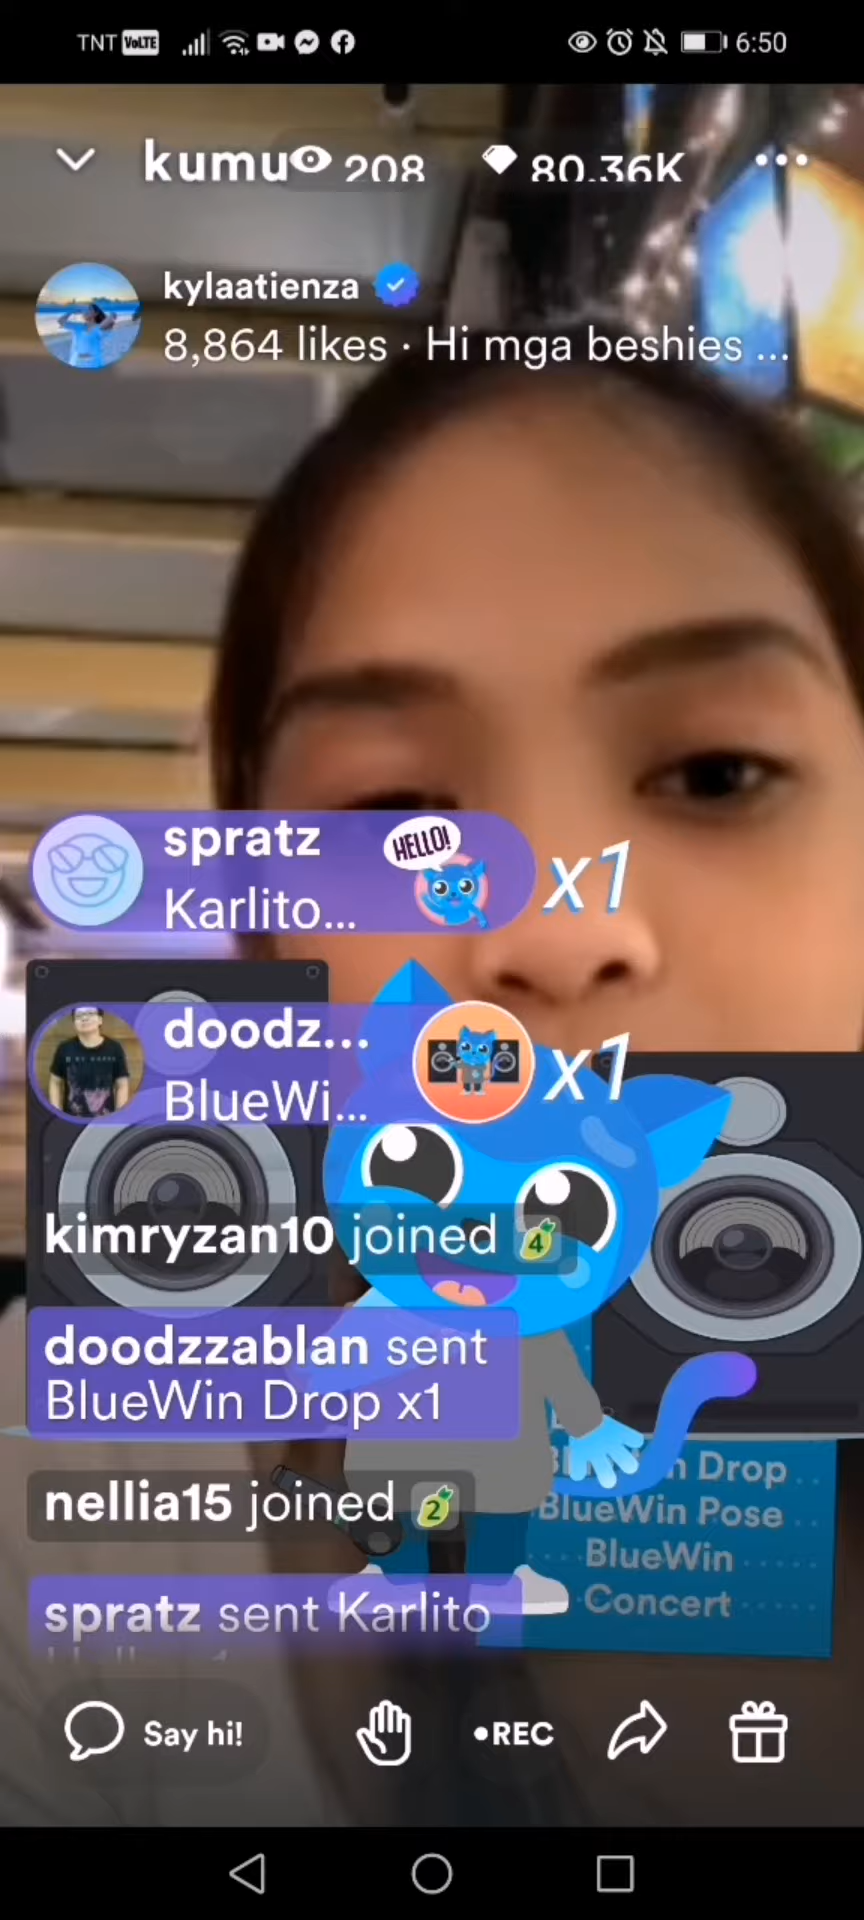 TNT VoLTE 6:50
kumu 208 80.36K ...
kylaatienza
8,864 likes · Hi mga beshies ...
spratz HELLO! x1
Karlito...
doodz... x1
BlueWi...
kimryzan10 joined 4
doodzzablan sent
BlueWin Drop x1
nellia15 joined 2
Drop
BlueWin Pose
BlueWin
Concert
spratz sent Karlito
Say hi! •REC